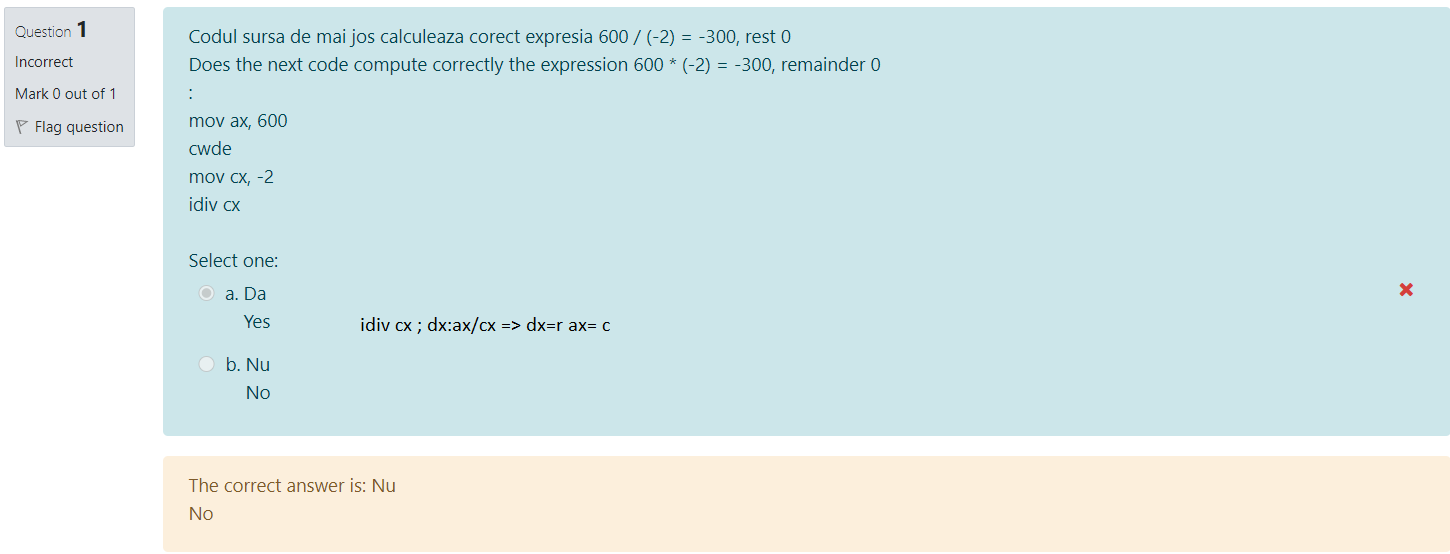 Question 1
Incorrect
Mark 0 out of 1
Flag question
Codul sursa de mai jos calculeaza corect expresia 600 / (-2) = -300, rest 0
Does the next code compute correctly the expression 600 * (-2) = -300, remainder 0
:
mov ax, 600
cwde
mov cx, -2
idiv cx
Select one:
a. Da
Yes
idiv cx ; dx:ax/cx => dx=r ax= c
b. Nu
No
The correct answer is: Nu
No